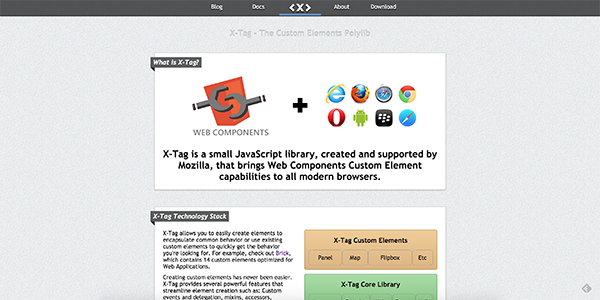 Blog Docs <X> About Download
X-Tag - The Custom Elements Polylib
What is X-Tag?
WEB COMPONENTS
X-Tag is a small JavaScript library, created and supported by
Mozilla, that brings Web Components Custom Element
capabilities to all modern browsers.
X-Tag Technology Stack
X-Tag allows you to easily create elements to
encapsulate common behavior or use existing
custom elements to quickly get the behavior
you're looking for. For example, check out Brick,
which contains 14 custom elements optimized for
Web Applications.
Creating custom elements has never been easier.
X-Tag provides several powerful features that
streamline element creation such as: Custom
events and delegation, mixins, accessors,
X-Tag Custom Elements
Panel Map Flipbox Etc
X-Tag Core Library